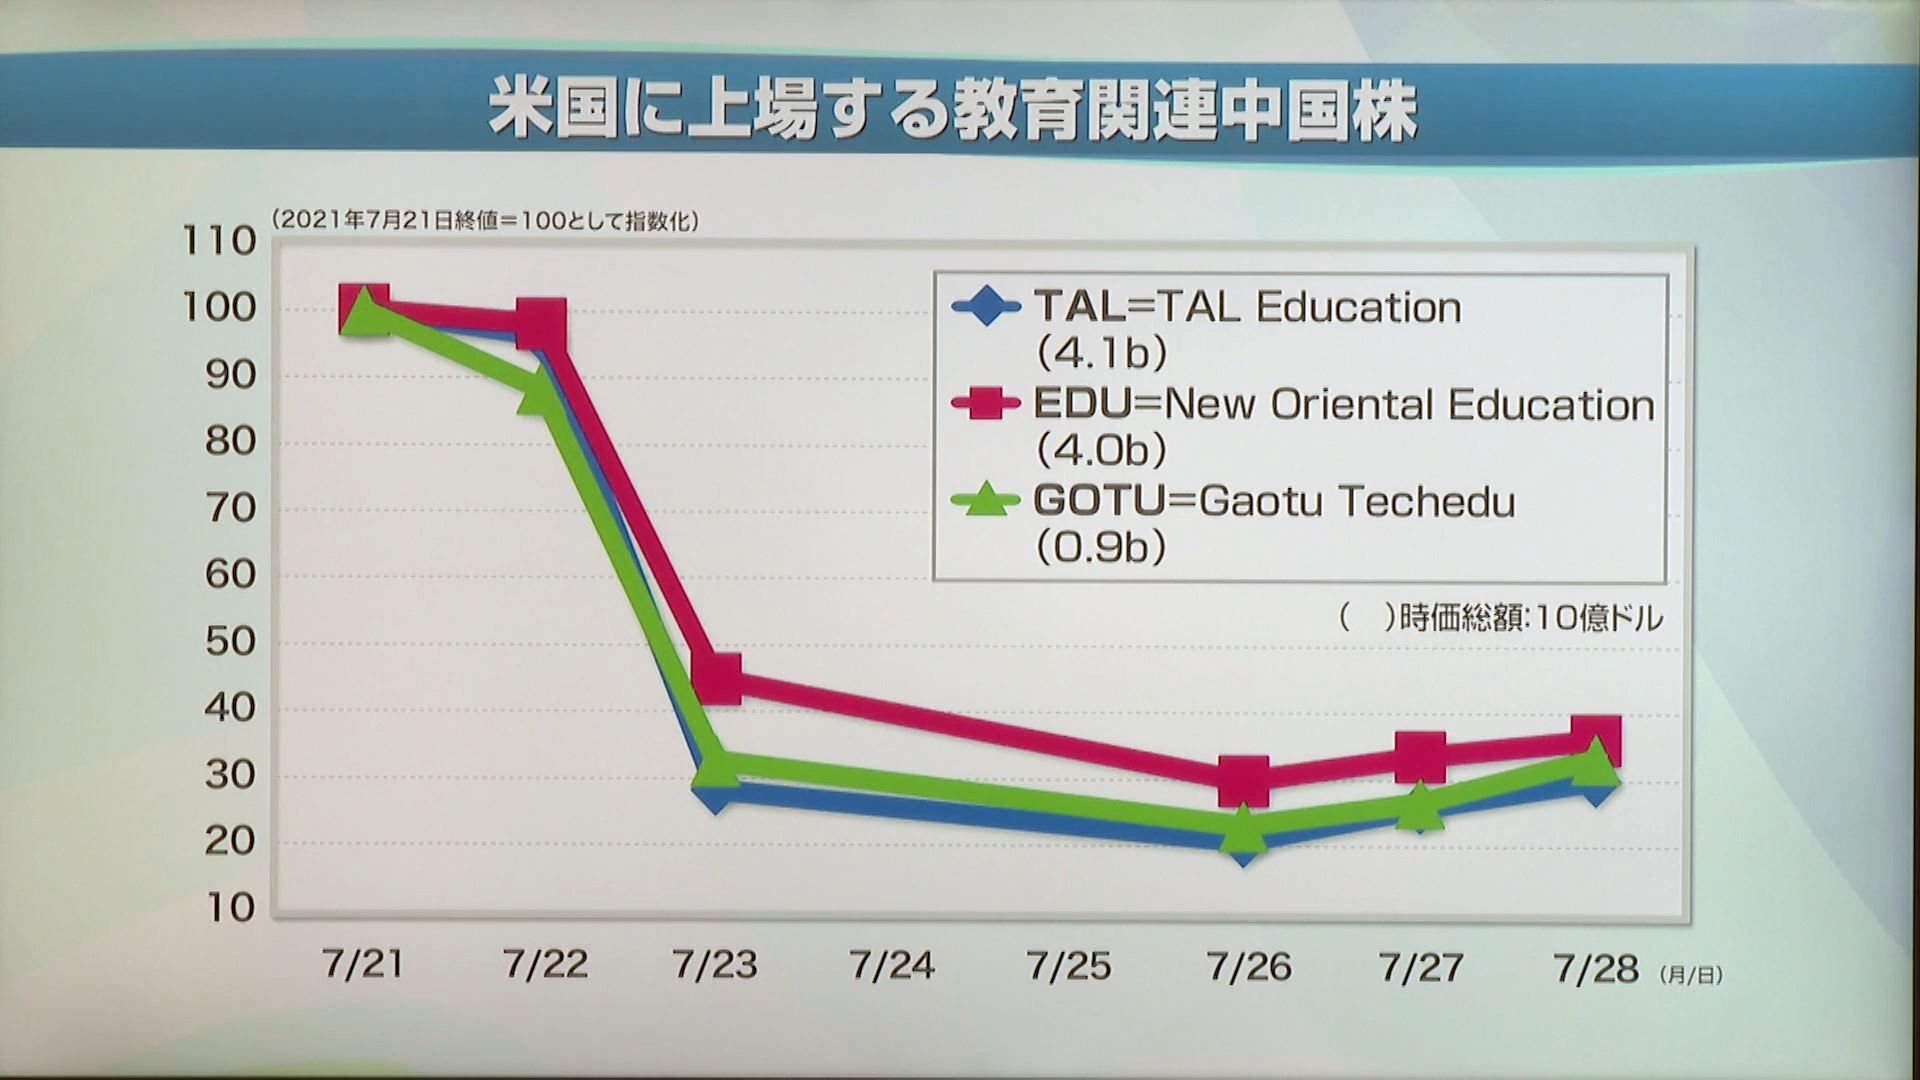 米国に上場する教育関連中国株
(2021年7月21日終値=100として指数化)
110
100
90
80
70
60
50
40
30
20
10
TAL=TAL Education
(4.1b)
EDU=New Oriental Education
(4.0b)
GOTU=Gaotu Techedu
(0.9b)
( )時価総額:10億ドル
7/21 7/22 7/23 7/24 7/25 7/26 7/27 7/28 (月/日)